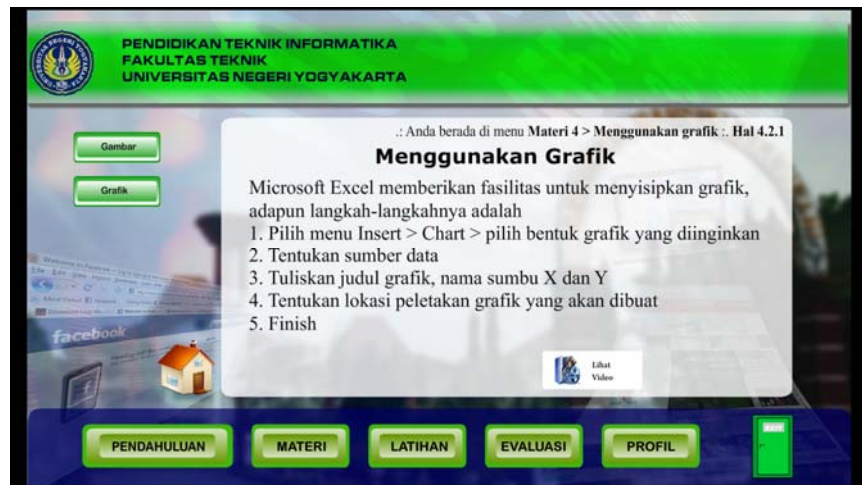 PENDIDIKAN TEKNIK INFORMATIKA
FAKULTAS TEKNIK
UNIVERSITAS NEGERI YOGYAKARTA
Gambar
Grafik
.: Anda berada di menu Materi 4 > Menggunakan grafik :. Hal 4.2.1
Menggunakan Grafik
Microsoft Excel memberikan fasilitas untuk menyisipkan grafik,
adapun langkah-langkahnya adalah
1. Pilih menu Insert > Chart > pilih bentuk grafik yang diinginkan
2. Tentukan sumber data
3. Tuliskan judul grafik, nama sumbu X dan Y
4. Tentukan lokasi peletakan grafik yang akan dibuat
5. Finish
Lihat
Video
facebook
PENDAHULUAN
MATERI
LATIHAN
EVALUASI
PROFIL
EXIT